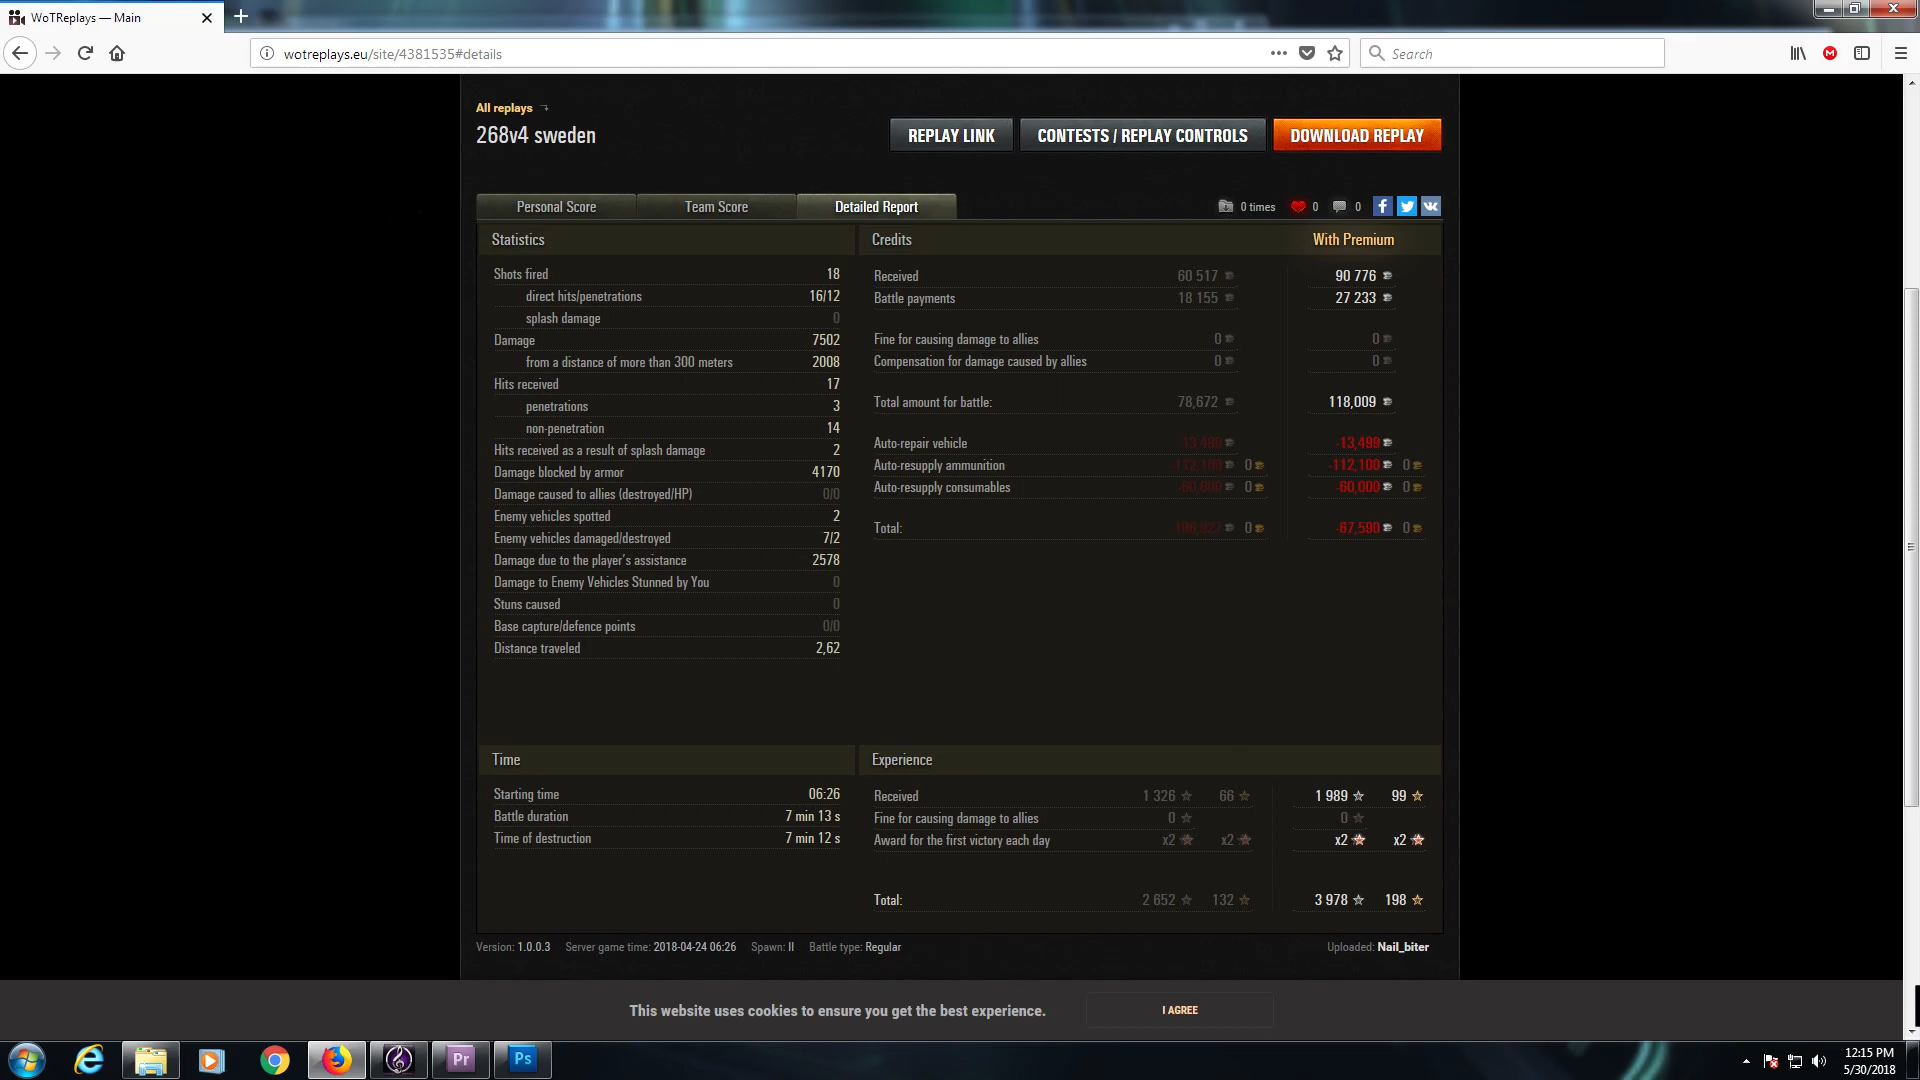 WoTReplays — Main
wotreplays.eu/site/4381535#details
Search
All replays
268v4 sweden
REPLAY LINK
CONTESTS / REPLAY CONTROLS
DOWNLOAD REPLAY
Personal Score
Team Score
Detailed Report
0 times
0
0
Statistics
Shots fired 18
direct hits/penetrations 16/12
splash damage 0
Damage 7502
from a distance of more than 300 meters 2008
Hits received 17
penetrations 3
non-penetration 14
Hits received as a result of splash damage 2
Damage blocked by armor 4170
Damage caused to allies (destroyed/HP) 0/0
Enemy vehicles spotted 2
Enemy vehicles damaged/destroyed 7/2
Damage due to the player's assistance 2578
Damage to Enemy Vehicles Stunned by You 0
Stuns caused 0
Base capture/defence points 0/0
Distance traveled 2,62
Credits With Premium
Received 60 517 90 776
Battle payments 18 155 27 233
Fine for causing damage to allies 0 0
Compensation for damage caused by allies 0 0
Total amount for battle: 78,672 118,009
Auto-repair vehicle -13,499 -13,499
Auto-resupply ammunition -112,100 0 -112,100 0
Auto-resupply consumables -60,000 0 -60,000 0
Total: 0 -67,590 0
Time
Starting time 06:26
Battle duration 7 min 13 s
Time of destruction 7 min 12 s
Experience
Received 1 326 66 1 989 99
Fine for causing damage to allies 0 0
Award for the first victory each day x2 x2 x2 x2
Total: 2 652 132 3 978 198
Version: 1.0.0.3 Server game time: 2018-04-24 06:26 Spawn: II Battle type: Regular Uploaded: Nail_biter
This website uses cookies to ensure you get the best experience.
I AGREE
Pr
Ps
12:15 PM
5/30/2018